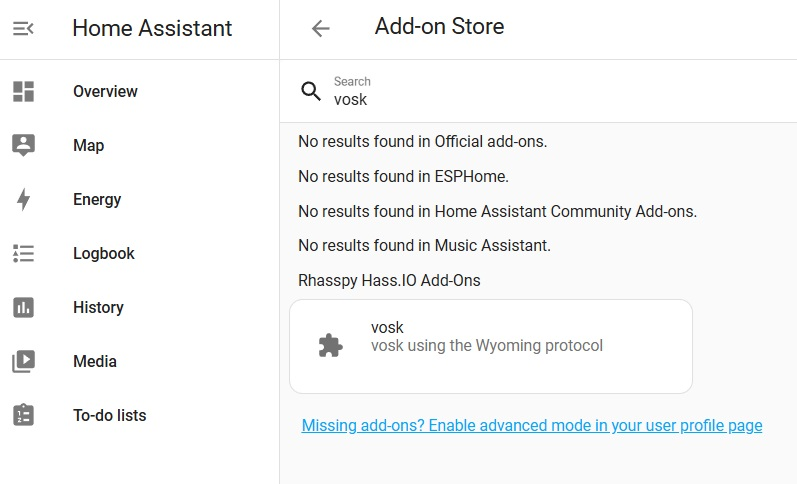 Home Assistant
Overview
Map
Energy
Logbook
History
Media
To-do lists
Add-on Store
Search
vosk
No results found in Official add-ons.
No results found in ESPHome.
No results found in Home Assistant Community Add-ons.
No results found in Music Assistant.
Rhasspy Hass.IO Add-Ons
vosk
vosk using the Wyoming protocol
Missing add-ons? Enable advanced mode in your user profile page